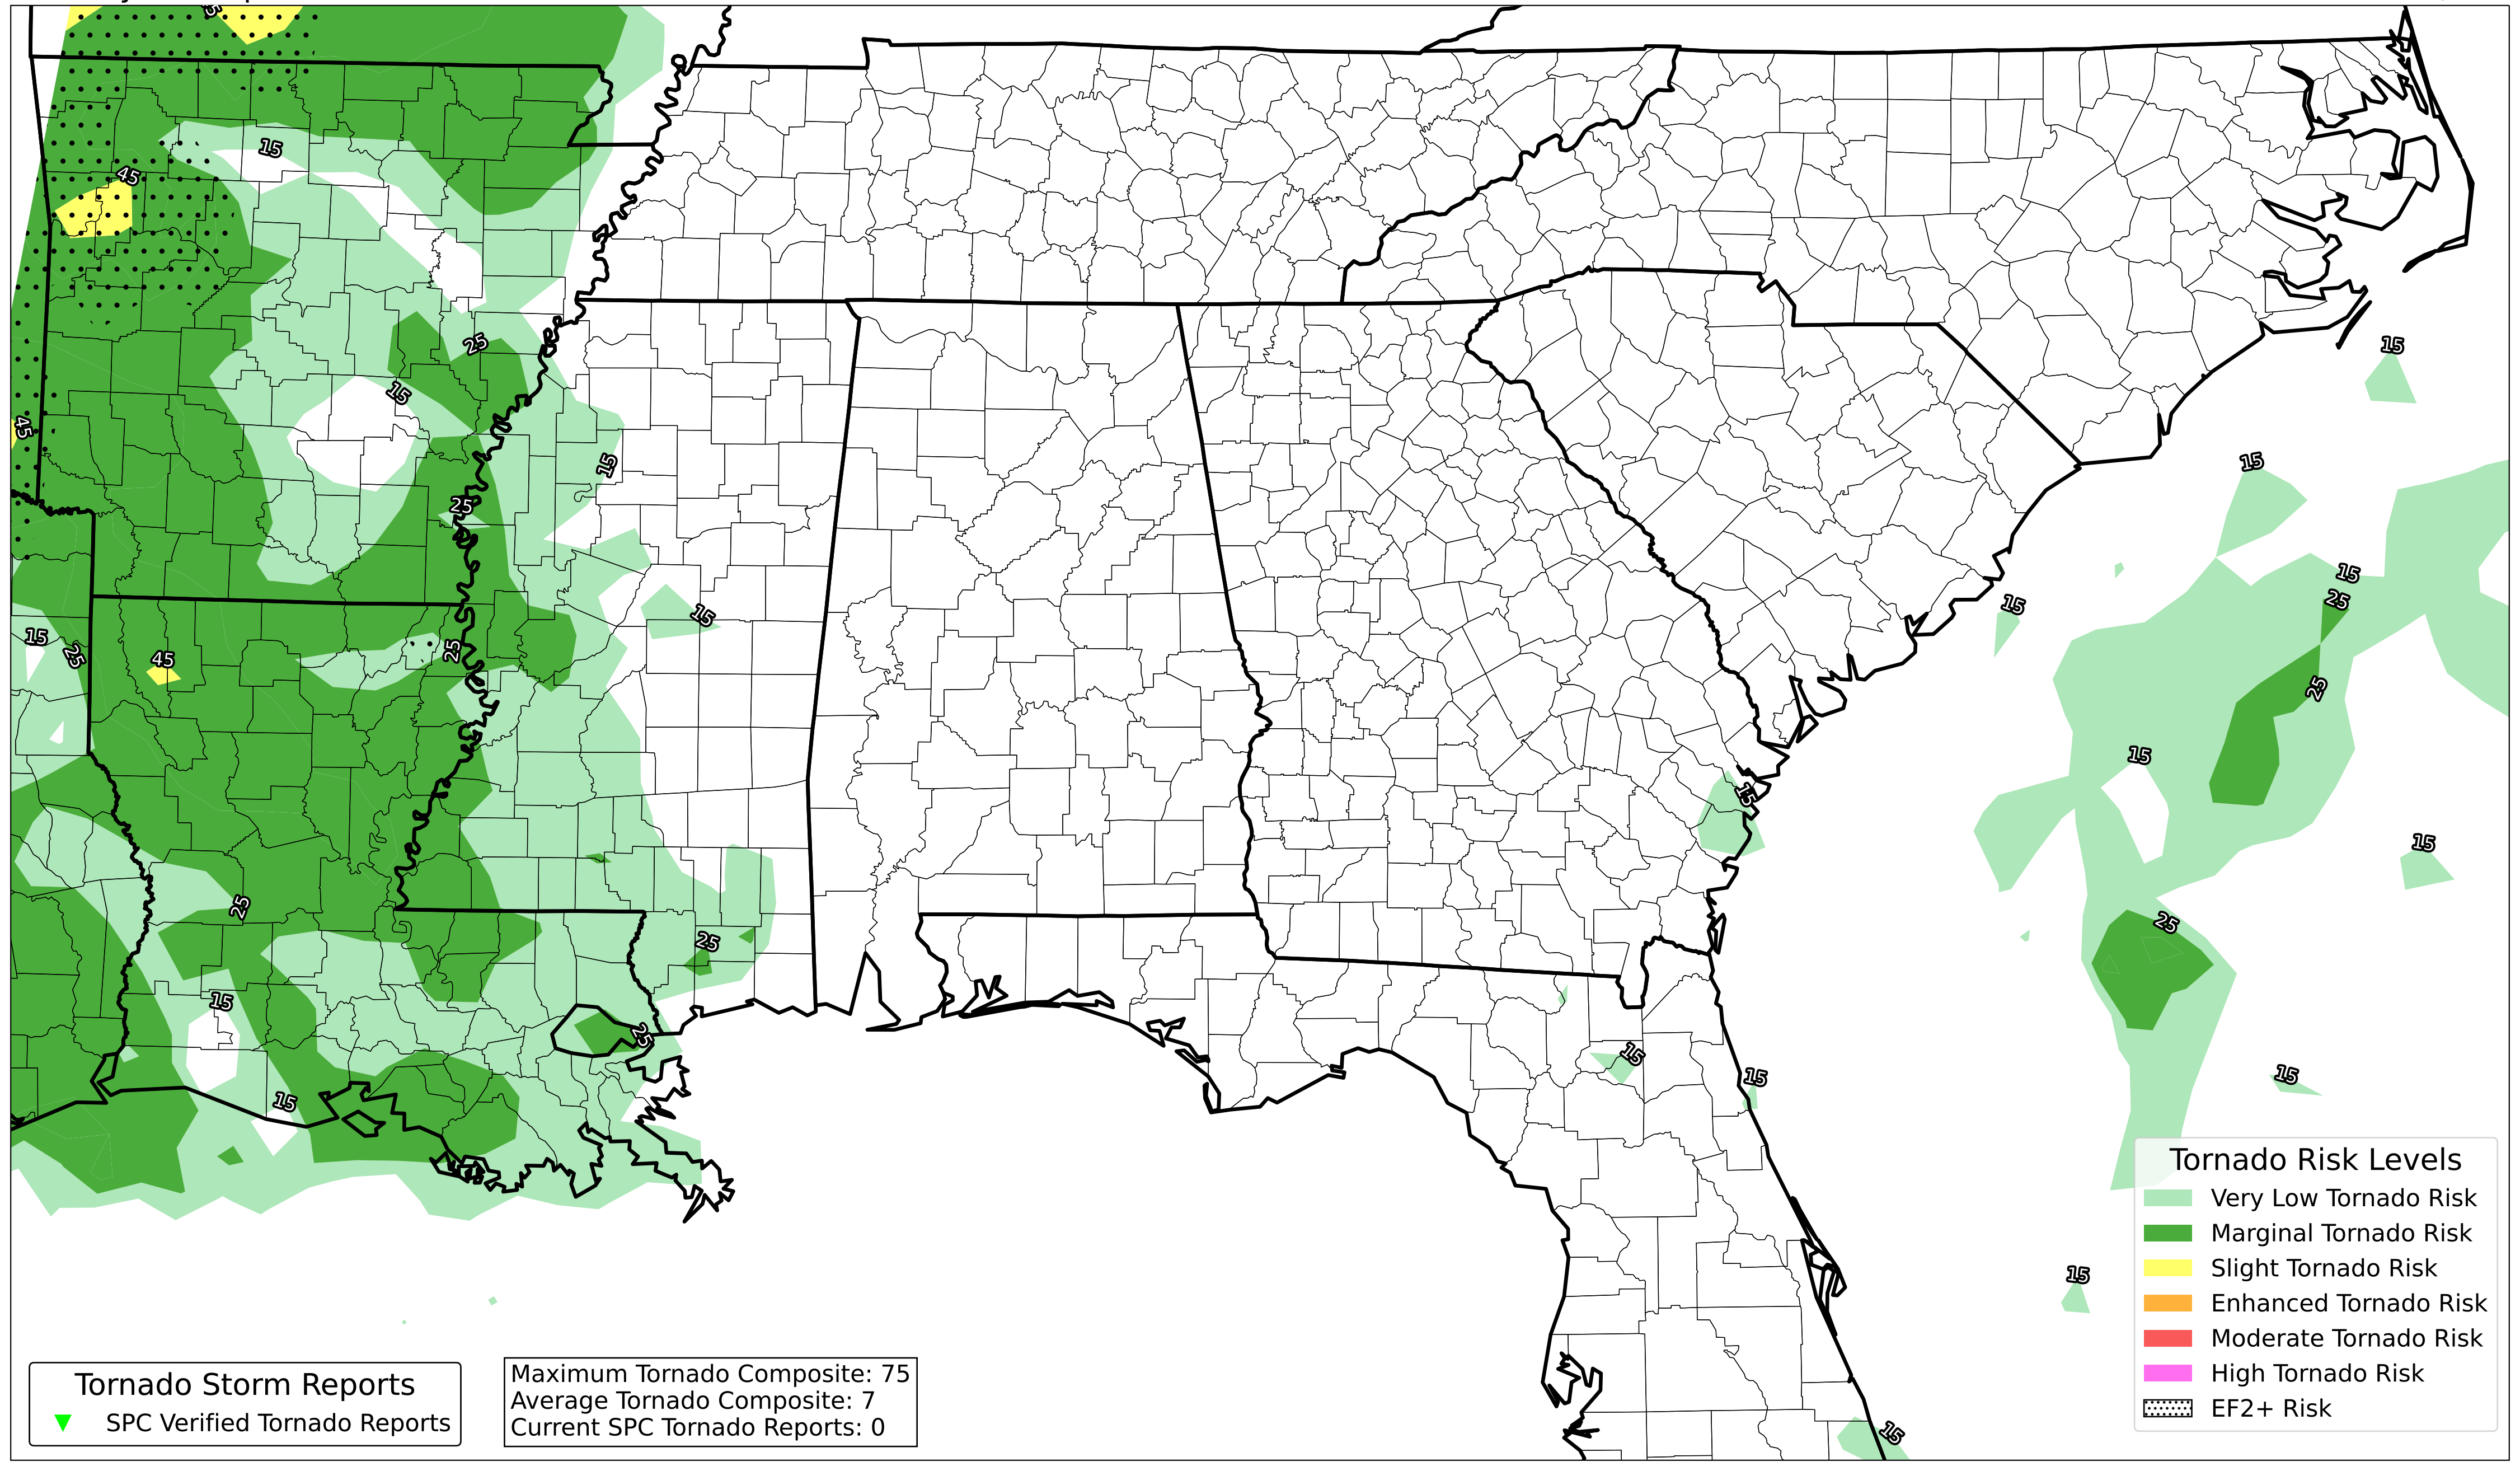 15
45
25
15
45
15
25
15
15
25
45
25
15
25
15
25
15
25
15
15
15
15
15
25
25
15
15
25
15
15
15
15
15
Tornado Storm Reports
SPC Verified Tornado Reports
Maximum Tornado Composite: 75
Average Tornado Composite: 7
Current SPC Tornado Reports: 0
Tornado Risk Levels
Very Low Tornado Risk
Marginal Tornado Risk
Slight Tornado Risk
Enhanced Tornado Risk
Moderate Tornado Risk
High Tornado Risk
EF2+ Risk